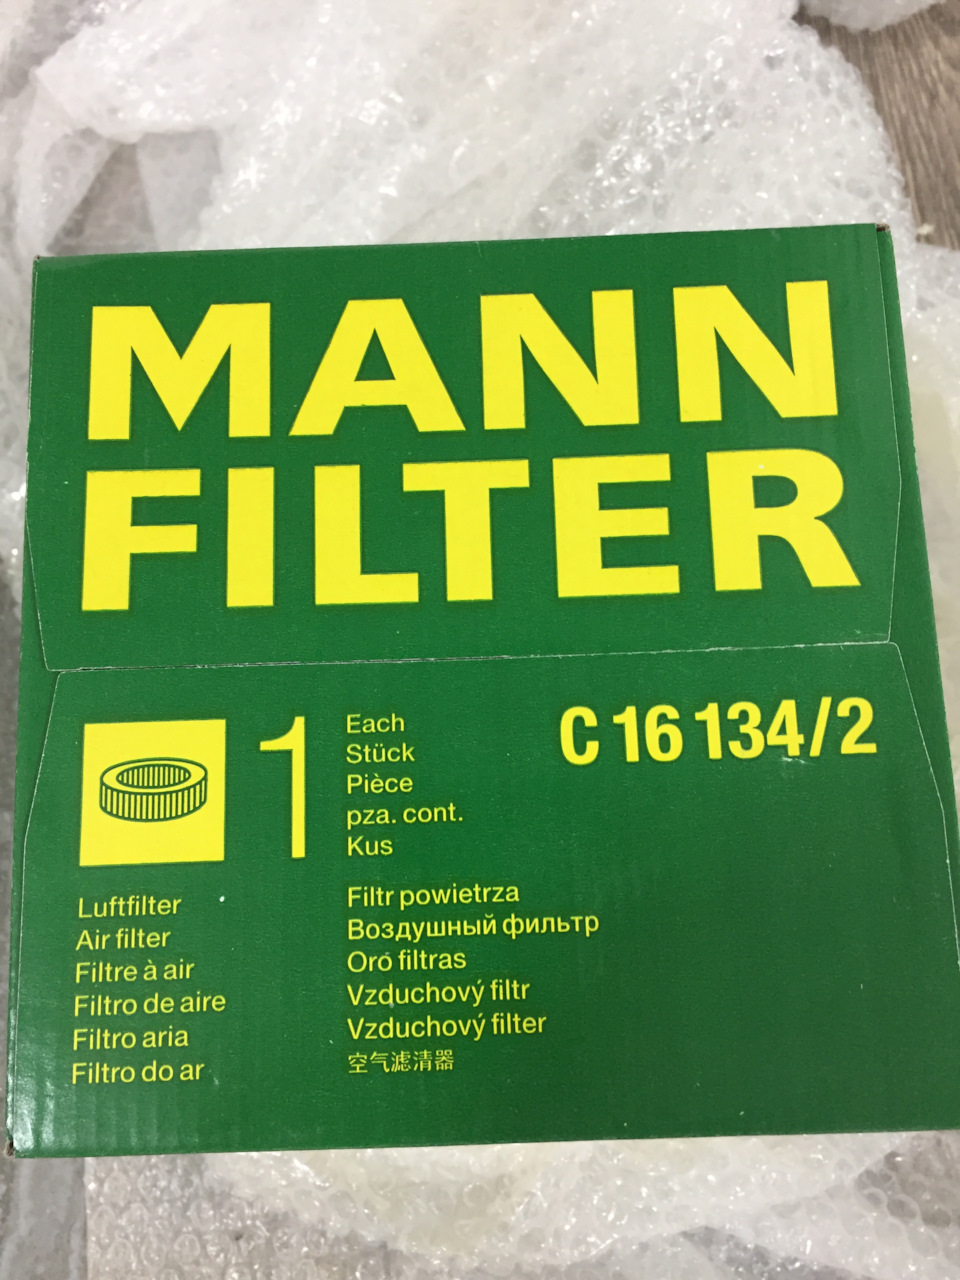 MANN
FILTER
1
Each
Stück
Pièce
pza. cont.
Kus
C 16 134/2
Luftfilter
Air filter
Filtre à air
Filtro de aire
Filtro aria
Filtro do ar
Filtr powietrza
Воздушный фильтр
Oro filtras
Vzduchový filtr
Vzduchový filter
空气滤清器